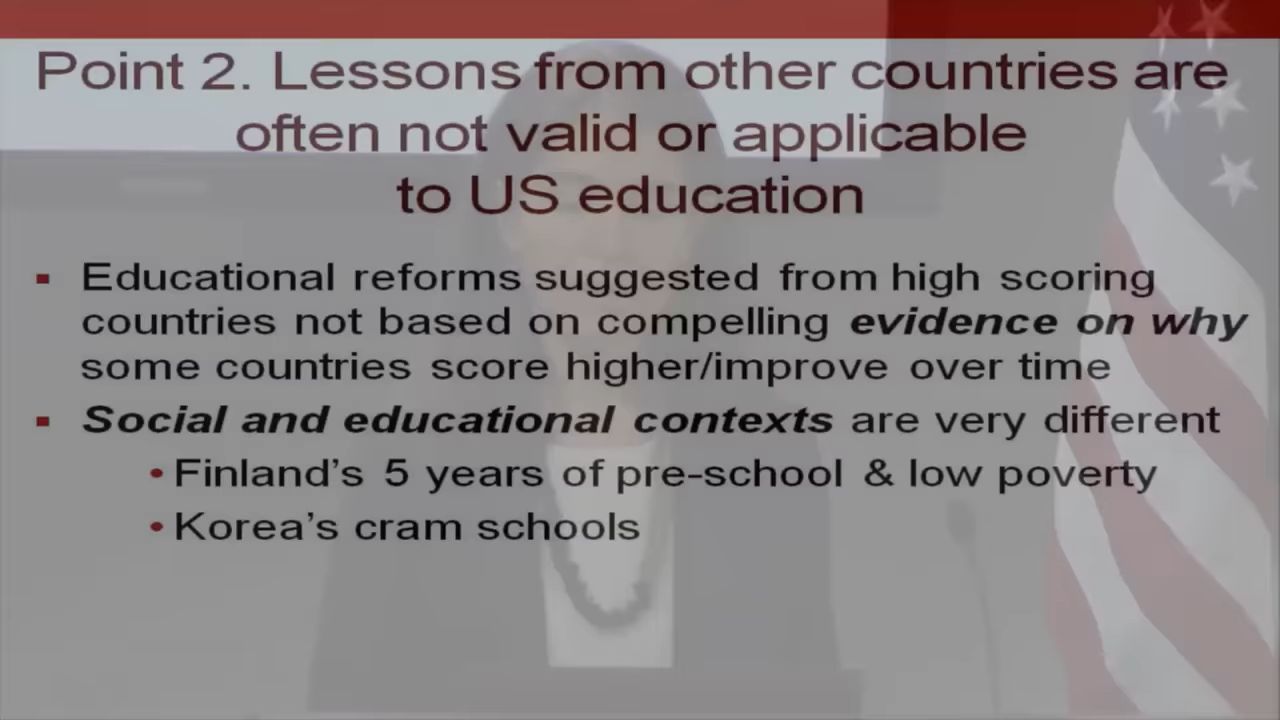 Point 2. Lessons from other countries are
often not valid or applicable
to US education
▪ Educational reforms suggested from high scoring
countries not based on compelling evidence on why
some countries score higher/improve over time
▪ Social and educational contexts are very different
• Finland's 5 years of pre-school & low poverty
• Korea's cram schools